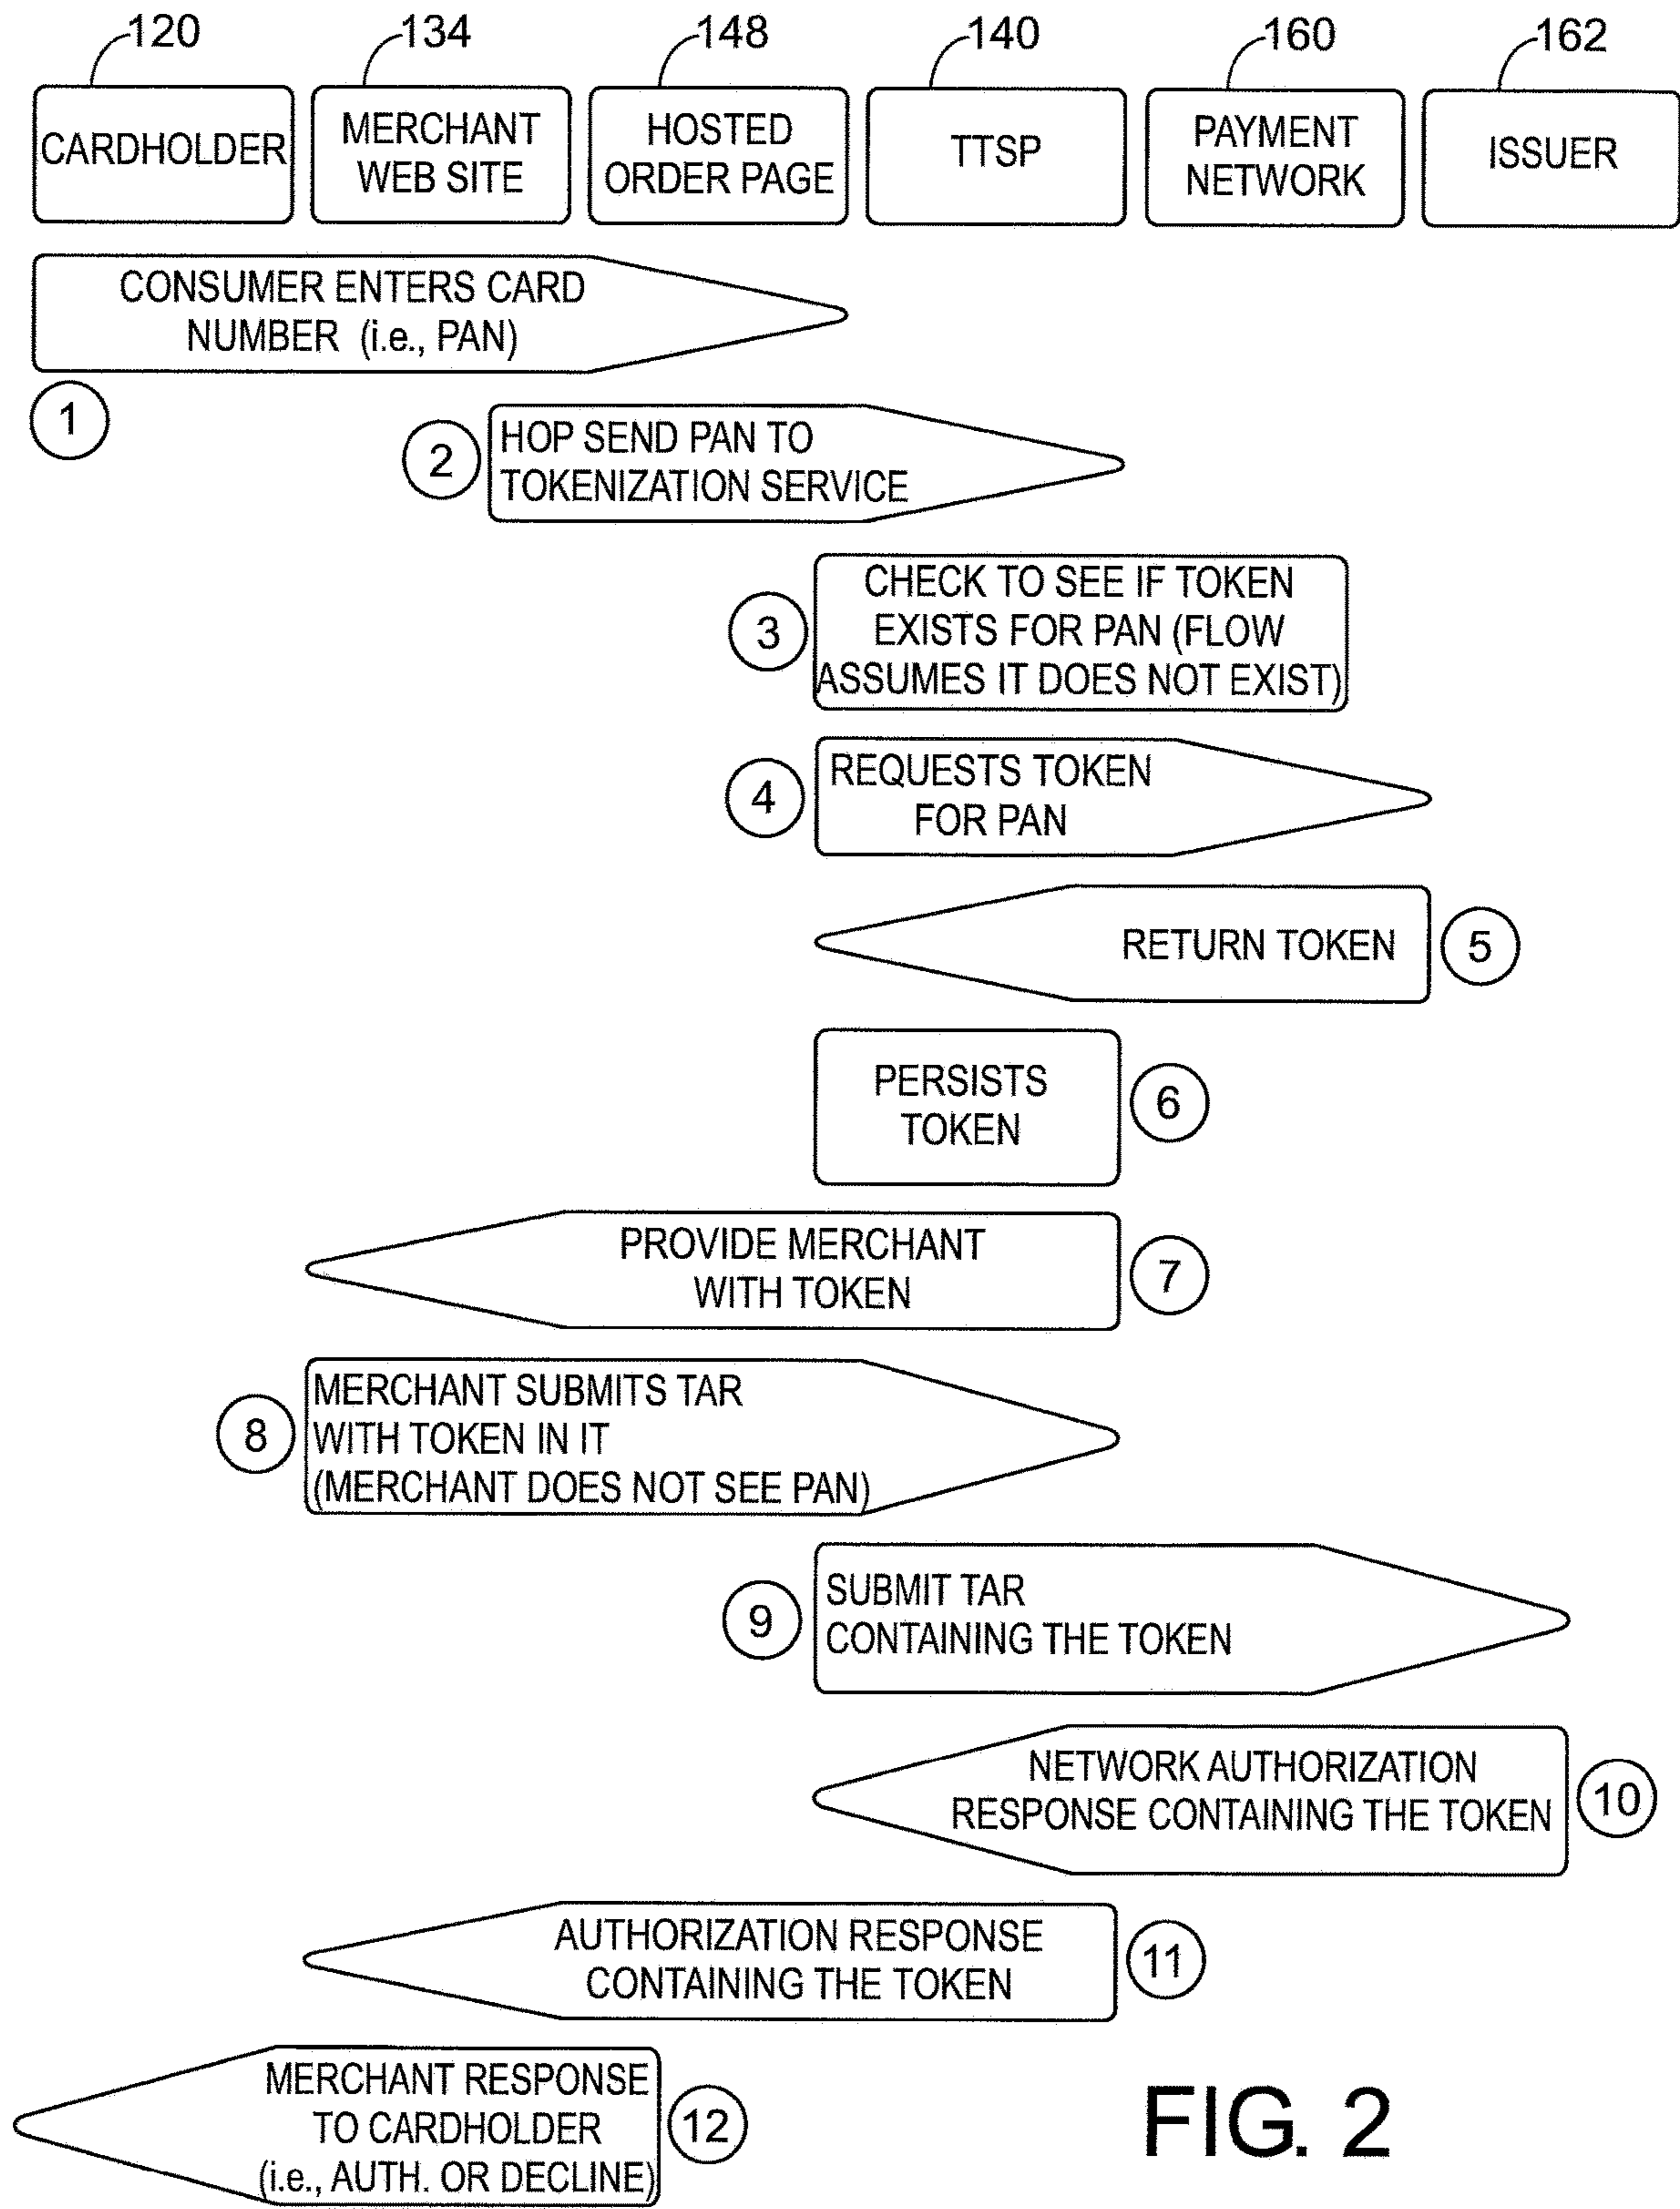 120
134
148
140
160
162
CARDHOLDER
MERCHANT
WEB SITE
HOSTED
ORDER PAGE
TTSP
PAYMENT
NETWORK
ISSUER
CONSUMER ENTERS CARD
NUMBER (i.e., PAN)
1
2
HOP SEND PAN TO
TOKENIZATION SERVICE
3
CHECK TO SEE IF TOKEN
EXISTS FOR PAN (FLOW
ASSUMES IT DOES NOT EXIST)
4
REQUESTS TOKEN
FOR PAN
RETURN TOKEN
5
PERSISTS
TOKEN
6
PROVIDE MERCHANT
WITH TOKEN
7
8
MERCHANT SUBMITS TAR
WITH TOKEN IN IT
(MERCHANT DOES NOT SEE PAN)
9
SUBMIT TAR
CONTAINING THE TOKEN
NETWORK AUTHORIZATION
RESPONSE CONTAINING THE TOKEN
10
AUTHORIZATION RESPONSE
CONTAINING THE TOKEN
11
MERCHANT RESPONSE
TO CARDHOLDER
(i.e., AUTH. OR DECLINE)
12
FIG. 2